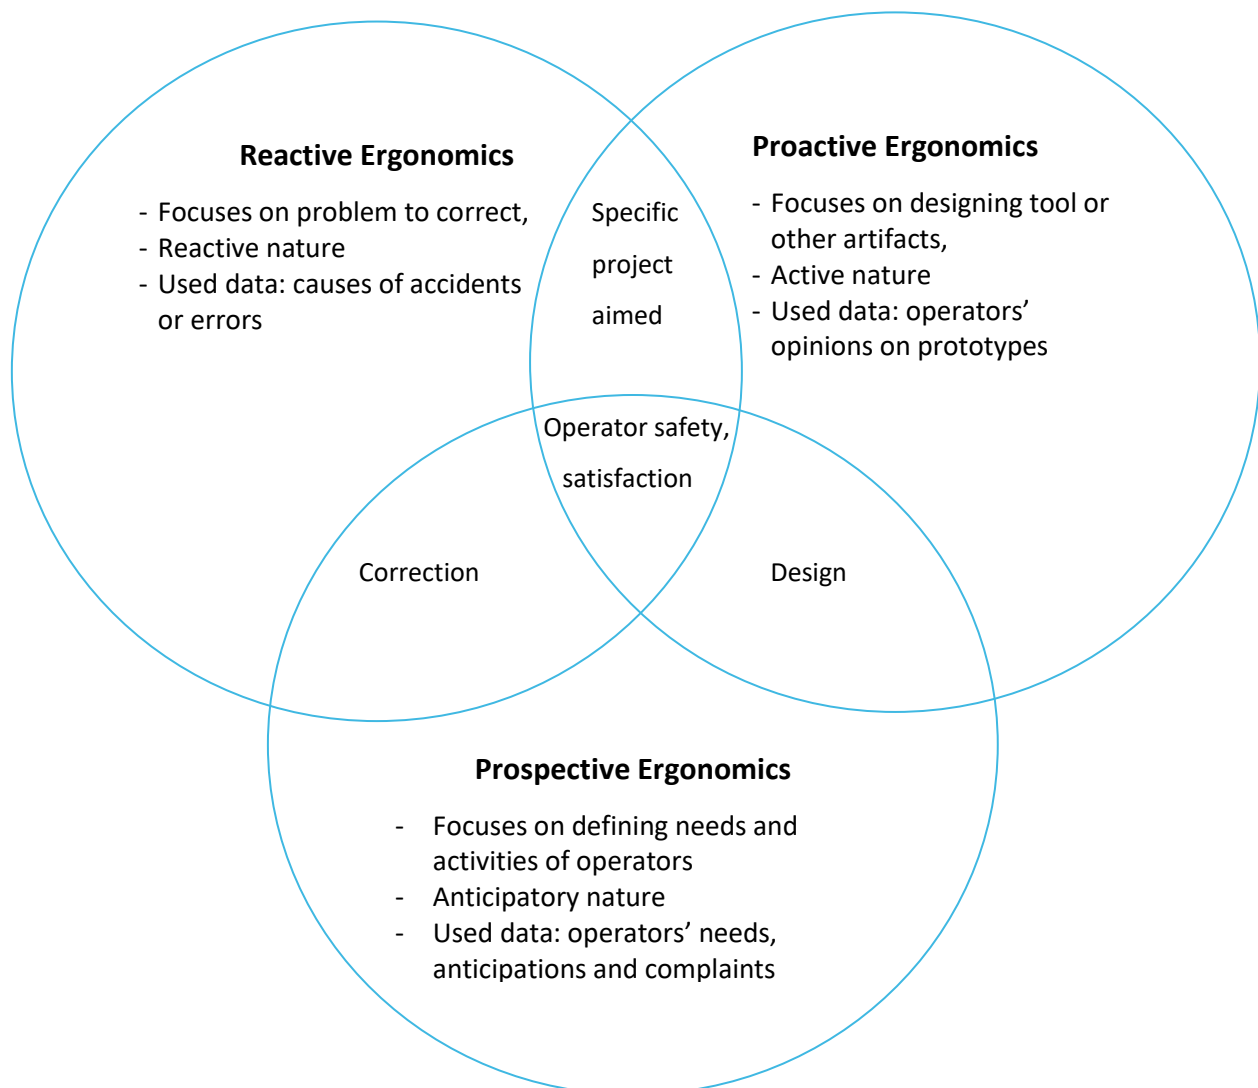 Reactive Ergonomics
- Focuses on problem to correct,
- Reactive nature
- Used data: causes of accidents
or errors
Specific
project
aimed
Proactive Ergonomics
- Focuses on designing tool or
other artifacts,
- Active nature
- Used data: operators’
opinions on prototypes
Operator safety,
satisfaction
Correction
Design
Prospective Ergonomics
- Focuses on defining needs and
activities of operators
- Anticipatory nature
- Used data: operators’ needs,
anticipations and complaints